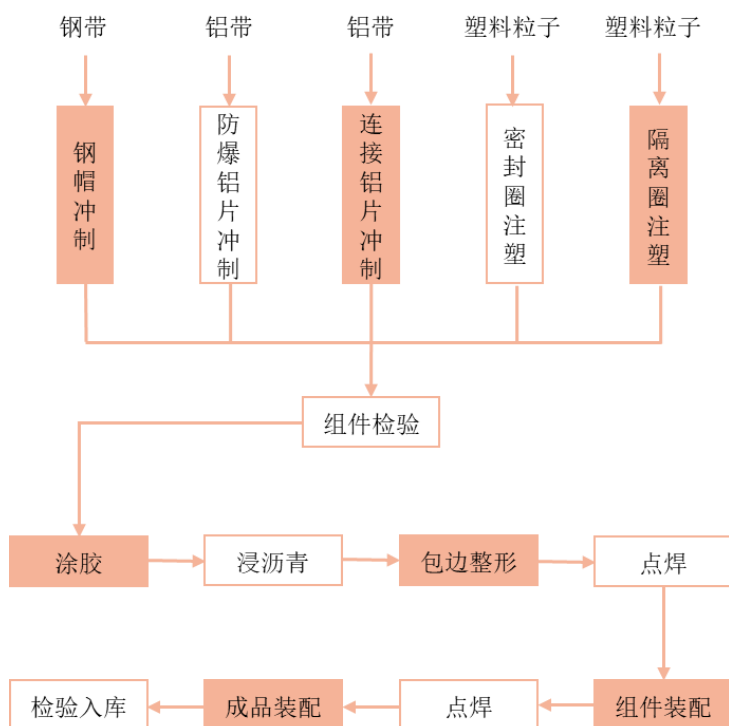 钢带
铝带
铝带
塑料粒子
塑料粒子
钢帽冲制
防爆铝片冲制
连接铝片冲制
密封圈注塑
隔离圈注塑
组件检验
涂胶
浸沥青
包边整形
点焊
检验入库
成品装配
点焊
组件装配